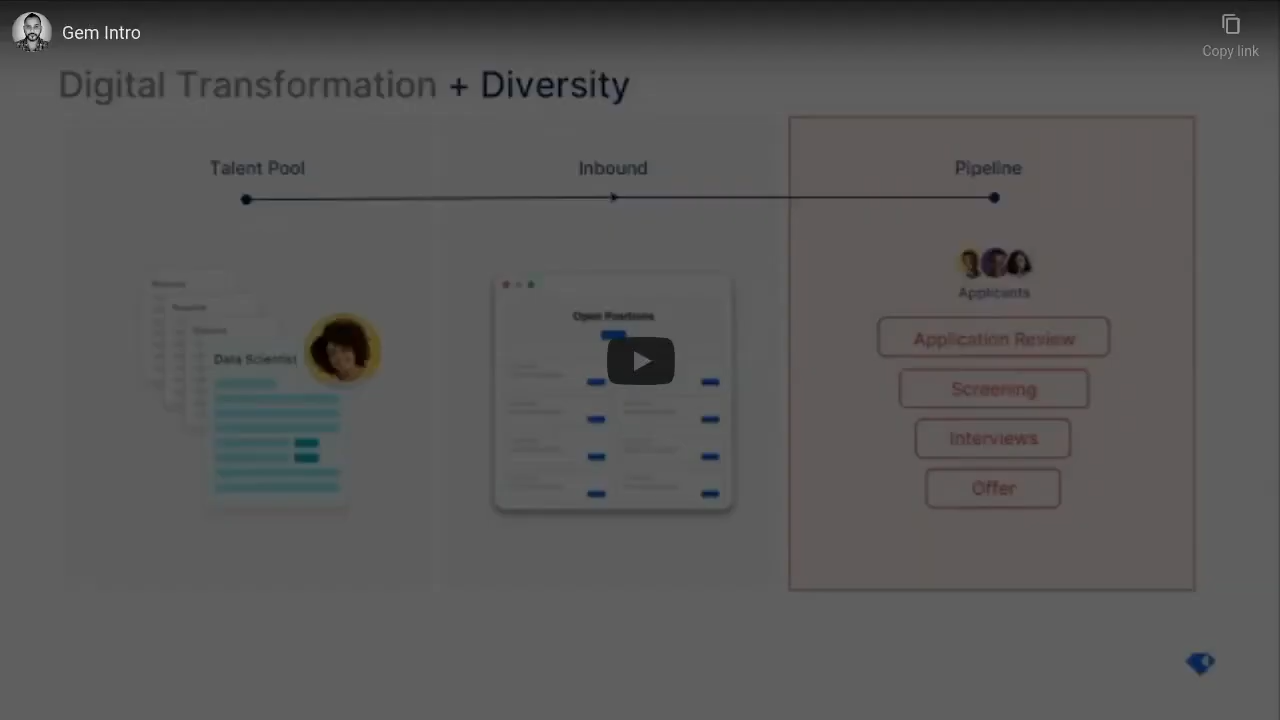 Gem Intro
Copy link
Digital Transformation + Diversity
Talent Pool
Inbound
Pipeline
Applicants
Open Positions
Application Review
Data Scientist
Screening
Interviews
Offer